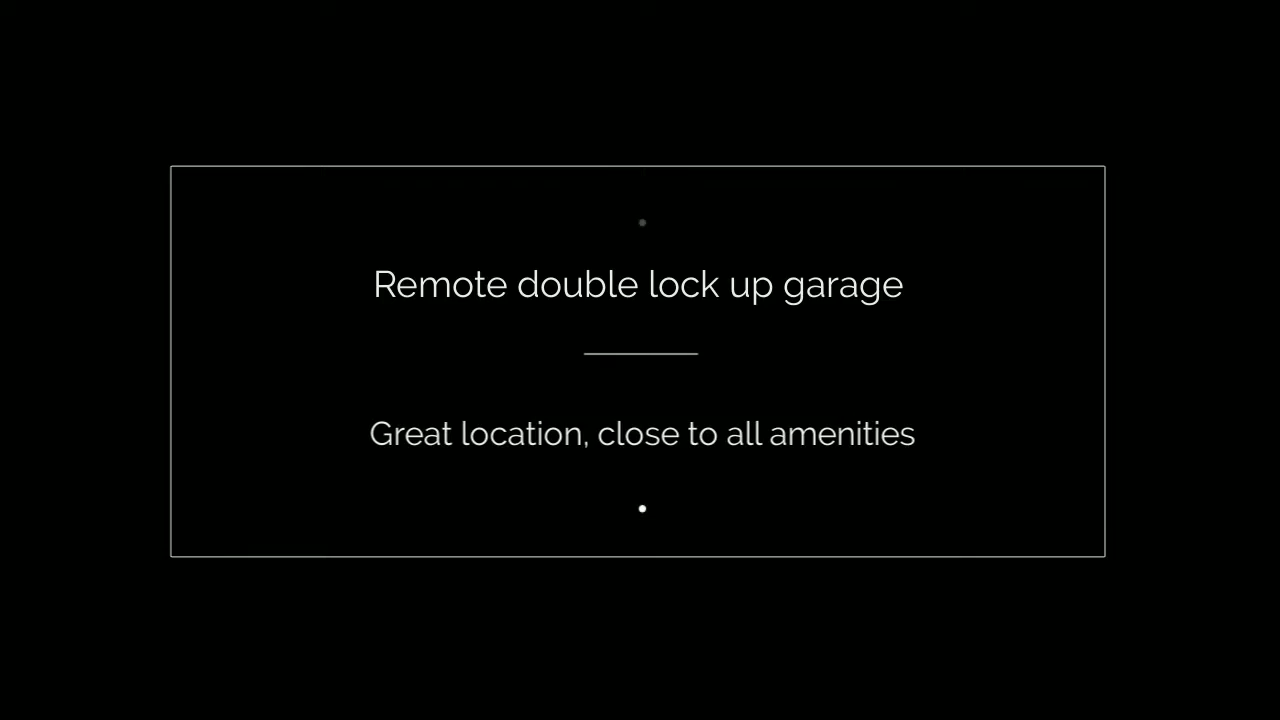 Remote double lock up garage
Great location, close to all amenities